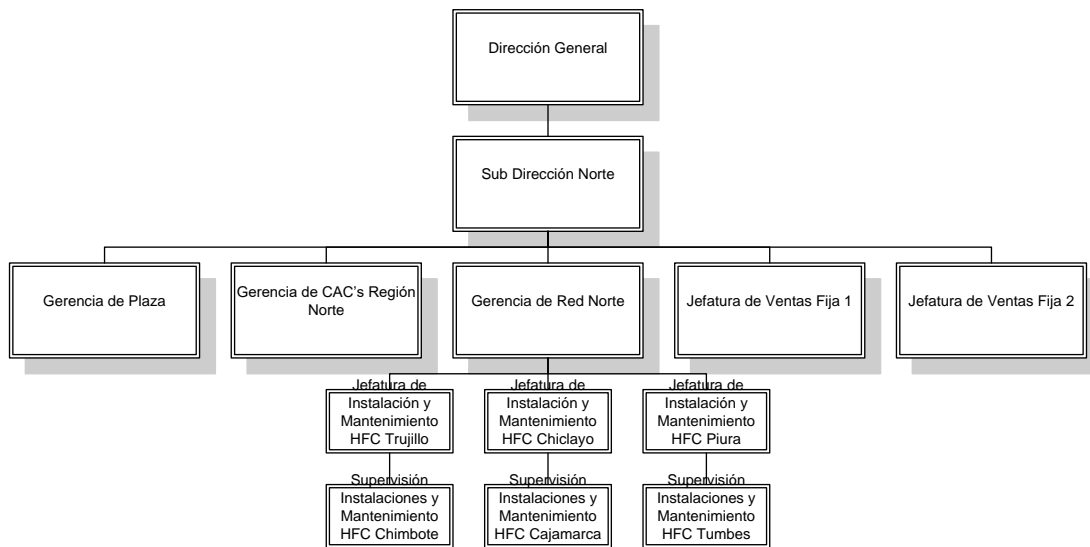 Dirección General
Sub Dirección Norte
Gerencia de Plaza
Gerencia de CAC's Región
Norte
Gerencia de Red Norte
Jefatura de Ventas Fija 1
Jefatura de Ventas Fija 2
Jefatura de
Instalación y
Mantenimiento
HFC Trujillo
Jefatura de
Instalación y
Mantenimiento
HFC Chiclayo
Jefatura de
Instalación y
Mantenimiento
HFC Piura
Supervisión
Instalaciones y
Mantenimiento
HFC Chimbote
Supervisión
Instalaciones y
Mantenimiento
HFC Cajamarca
Supervisión
Instalaciones y
Mantenimiento
HFC Tumbes